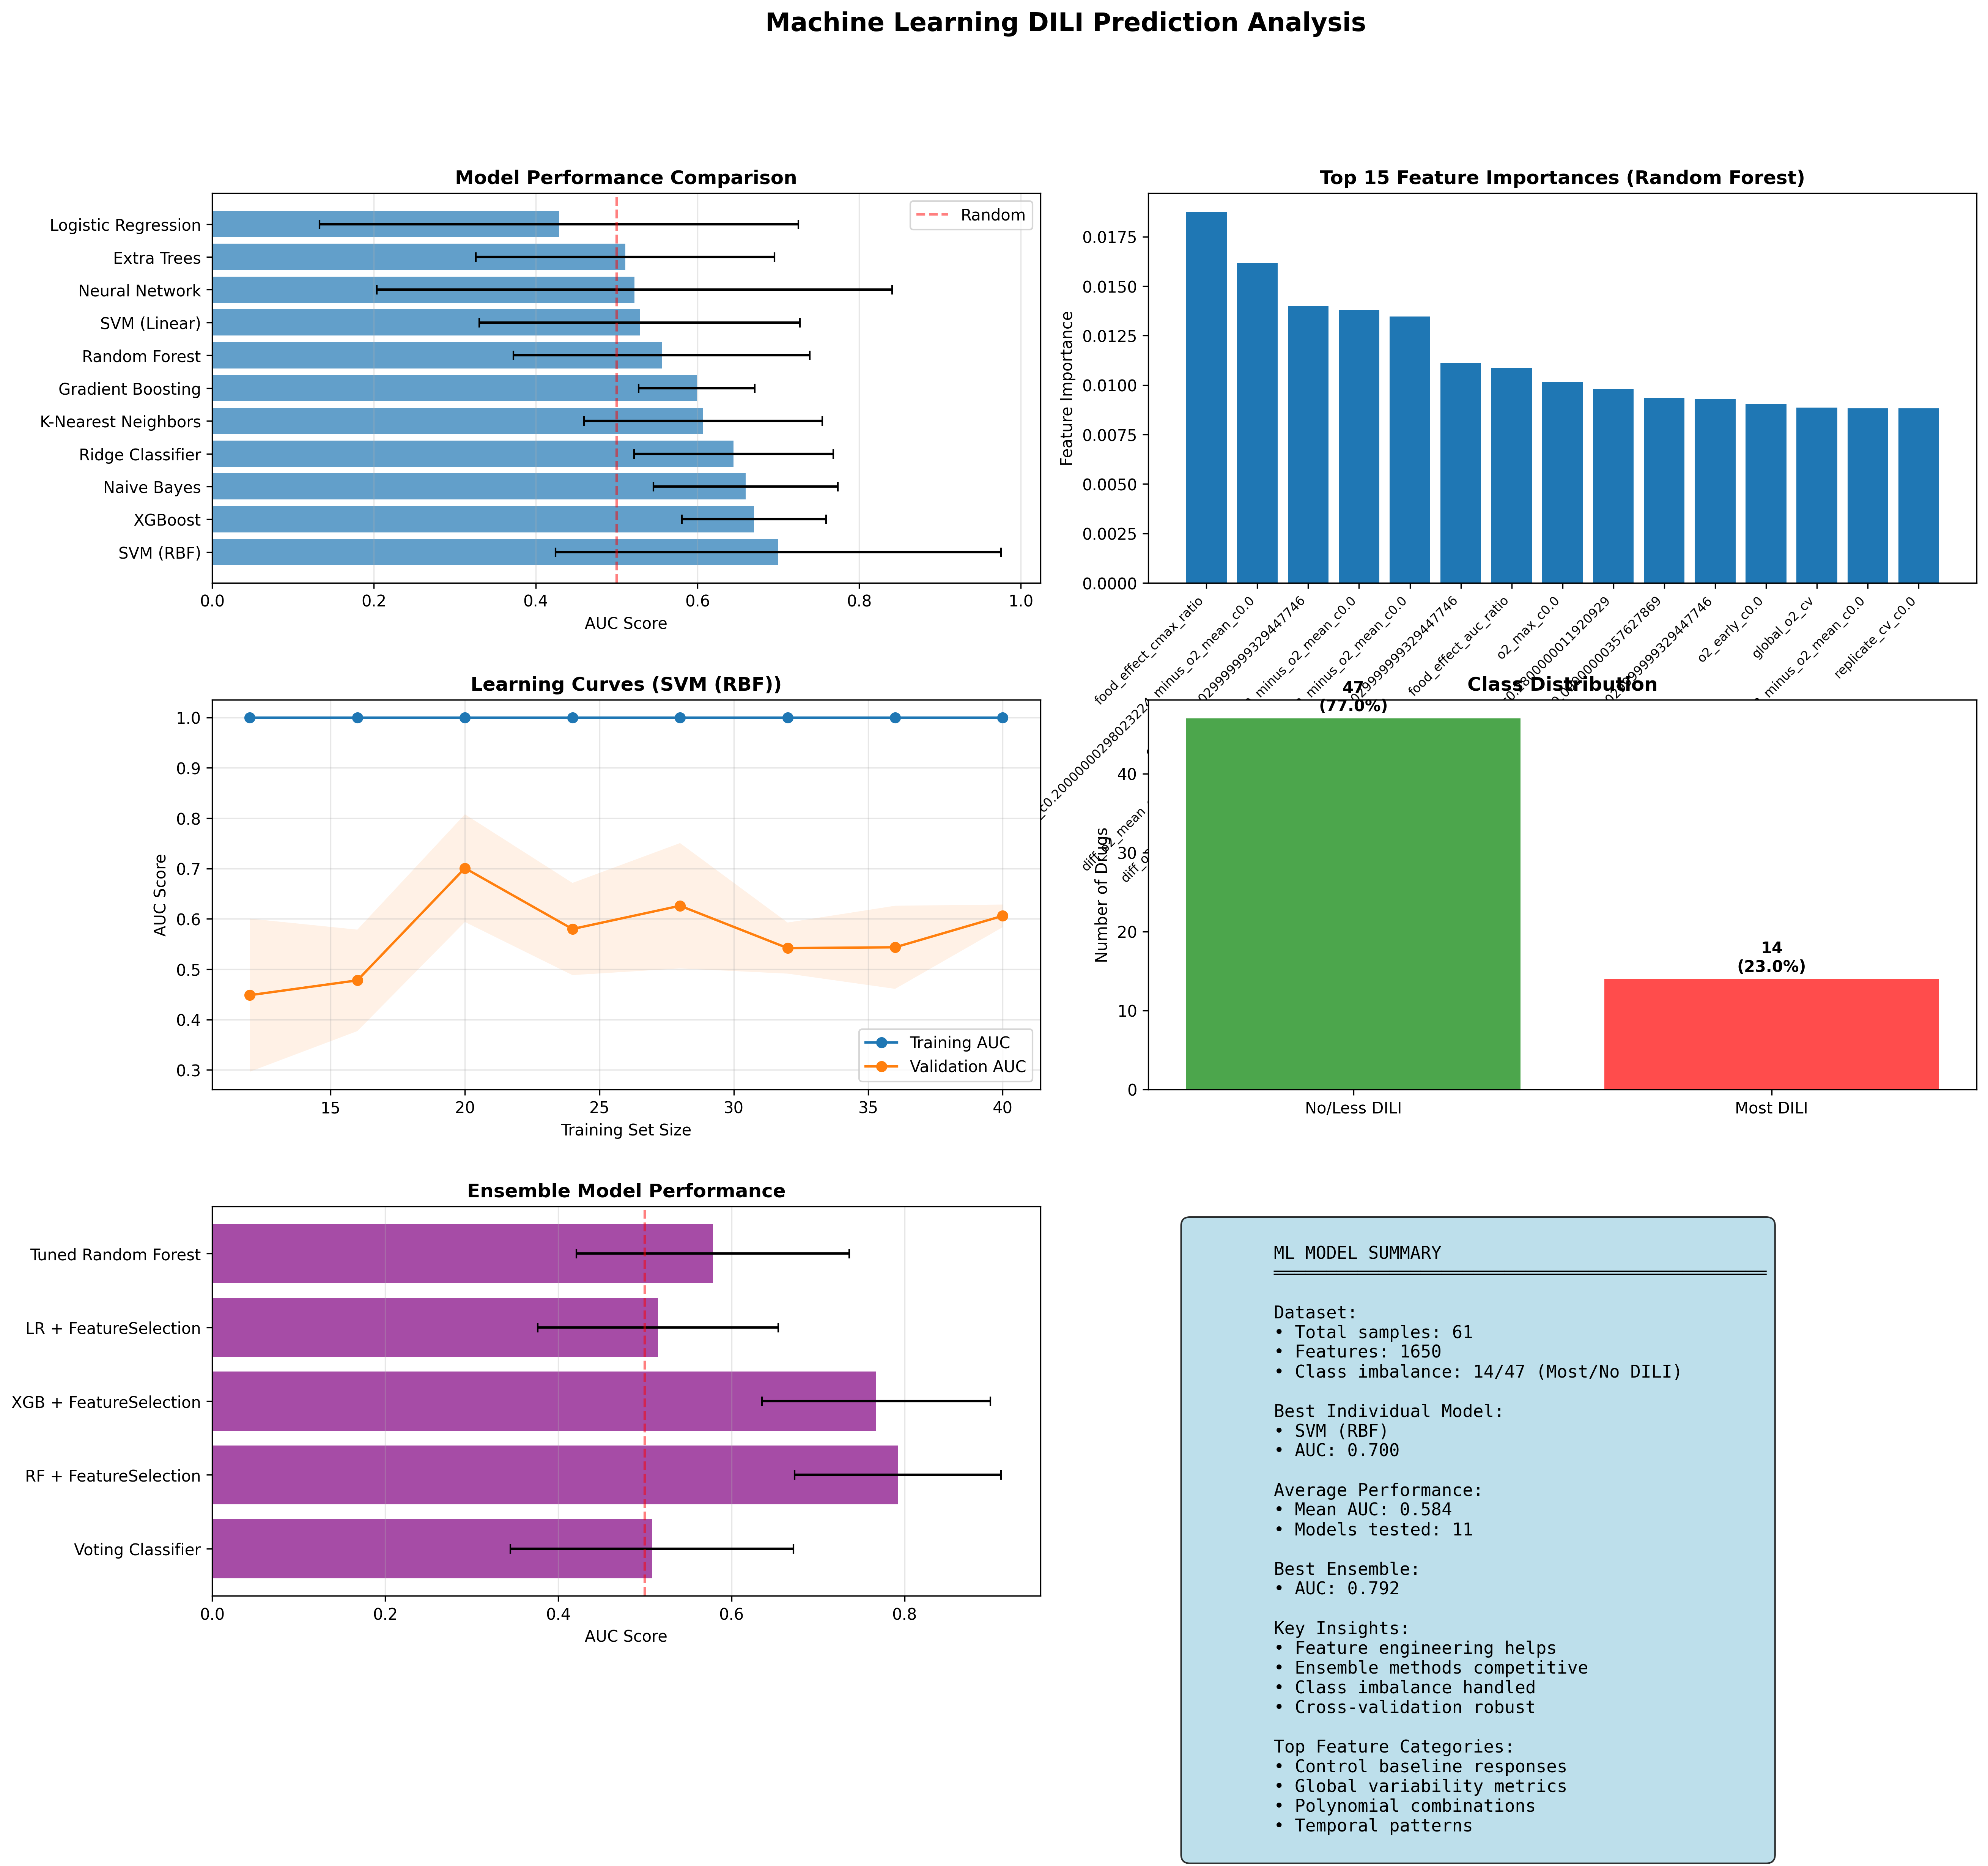 Machine Learning DILI Prediction Analysis
Model Performance Comparison
Logistic Regression
Extra Trees
Neural Network
SVM (Linear)
Random Forest
Gradient Boosting
K-Nearest Neighbors
Ridge Classifier
Naive Bayes
XGBoost
SVM (RBF)
Random
0.0 0.2 0.4 0.6 0.8 1.0
AUC Score
Top 15 Feature Importances (Random Forest)
Feature Importance
0.0175
0.0150
0.0125
0.0100
0.0075
0.0050
0.0025
0.0000
food_effect_cmax_ratio
food_effect_auc_ratio
o2_max_c0.0
o2_early_c0.0
global_o2_cv
replicate_cv_c0.0
Learning Curves (SVM (RBF))
AUC Score
1.0
0.9
0.8
0.7
0.6
0.5
0.4
0.3
Training AUC
Validation AUC
15 20 25 30 35 40
Training Set Size
Class Distribution
47
(77.0%)
14
(23.0%)
Number of Drugs
40
30
20
10
0
No/Less DILI Most DILI
Ensemble Model Performance
Tuned Random Forest
LR + FeatureSelection
XGB + FeatureSelection
RF + FeatureSelection
Voting Classifier
0.0 0.2 0.4 0.6 0.8
AUC Score
ML MODEL SUMMARY
Dataset:
• Total samples: 61
• Features: 1650
• Class imbalance: 14/47 (Most/No DILI)
Best Individual Model:
• SVM (RBF)
• AUC: 0.700
Average Performance:
• Mean AUC: 0.584
• Models tested: 11
Best Ensemble:
• AUC: 0.792
Key Insights:
• Feature engineering helps
• Ensemble methods competitive
• Class imbalance handled
• Cross-validation robust
Top Feature Categories:
• Control baseline responses
• Global variability metrics
• Polynomial combinations
• Temporal patterns